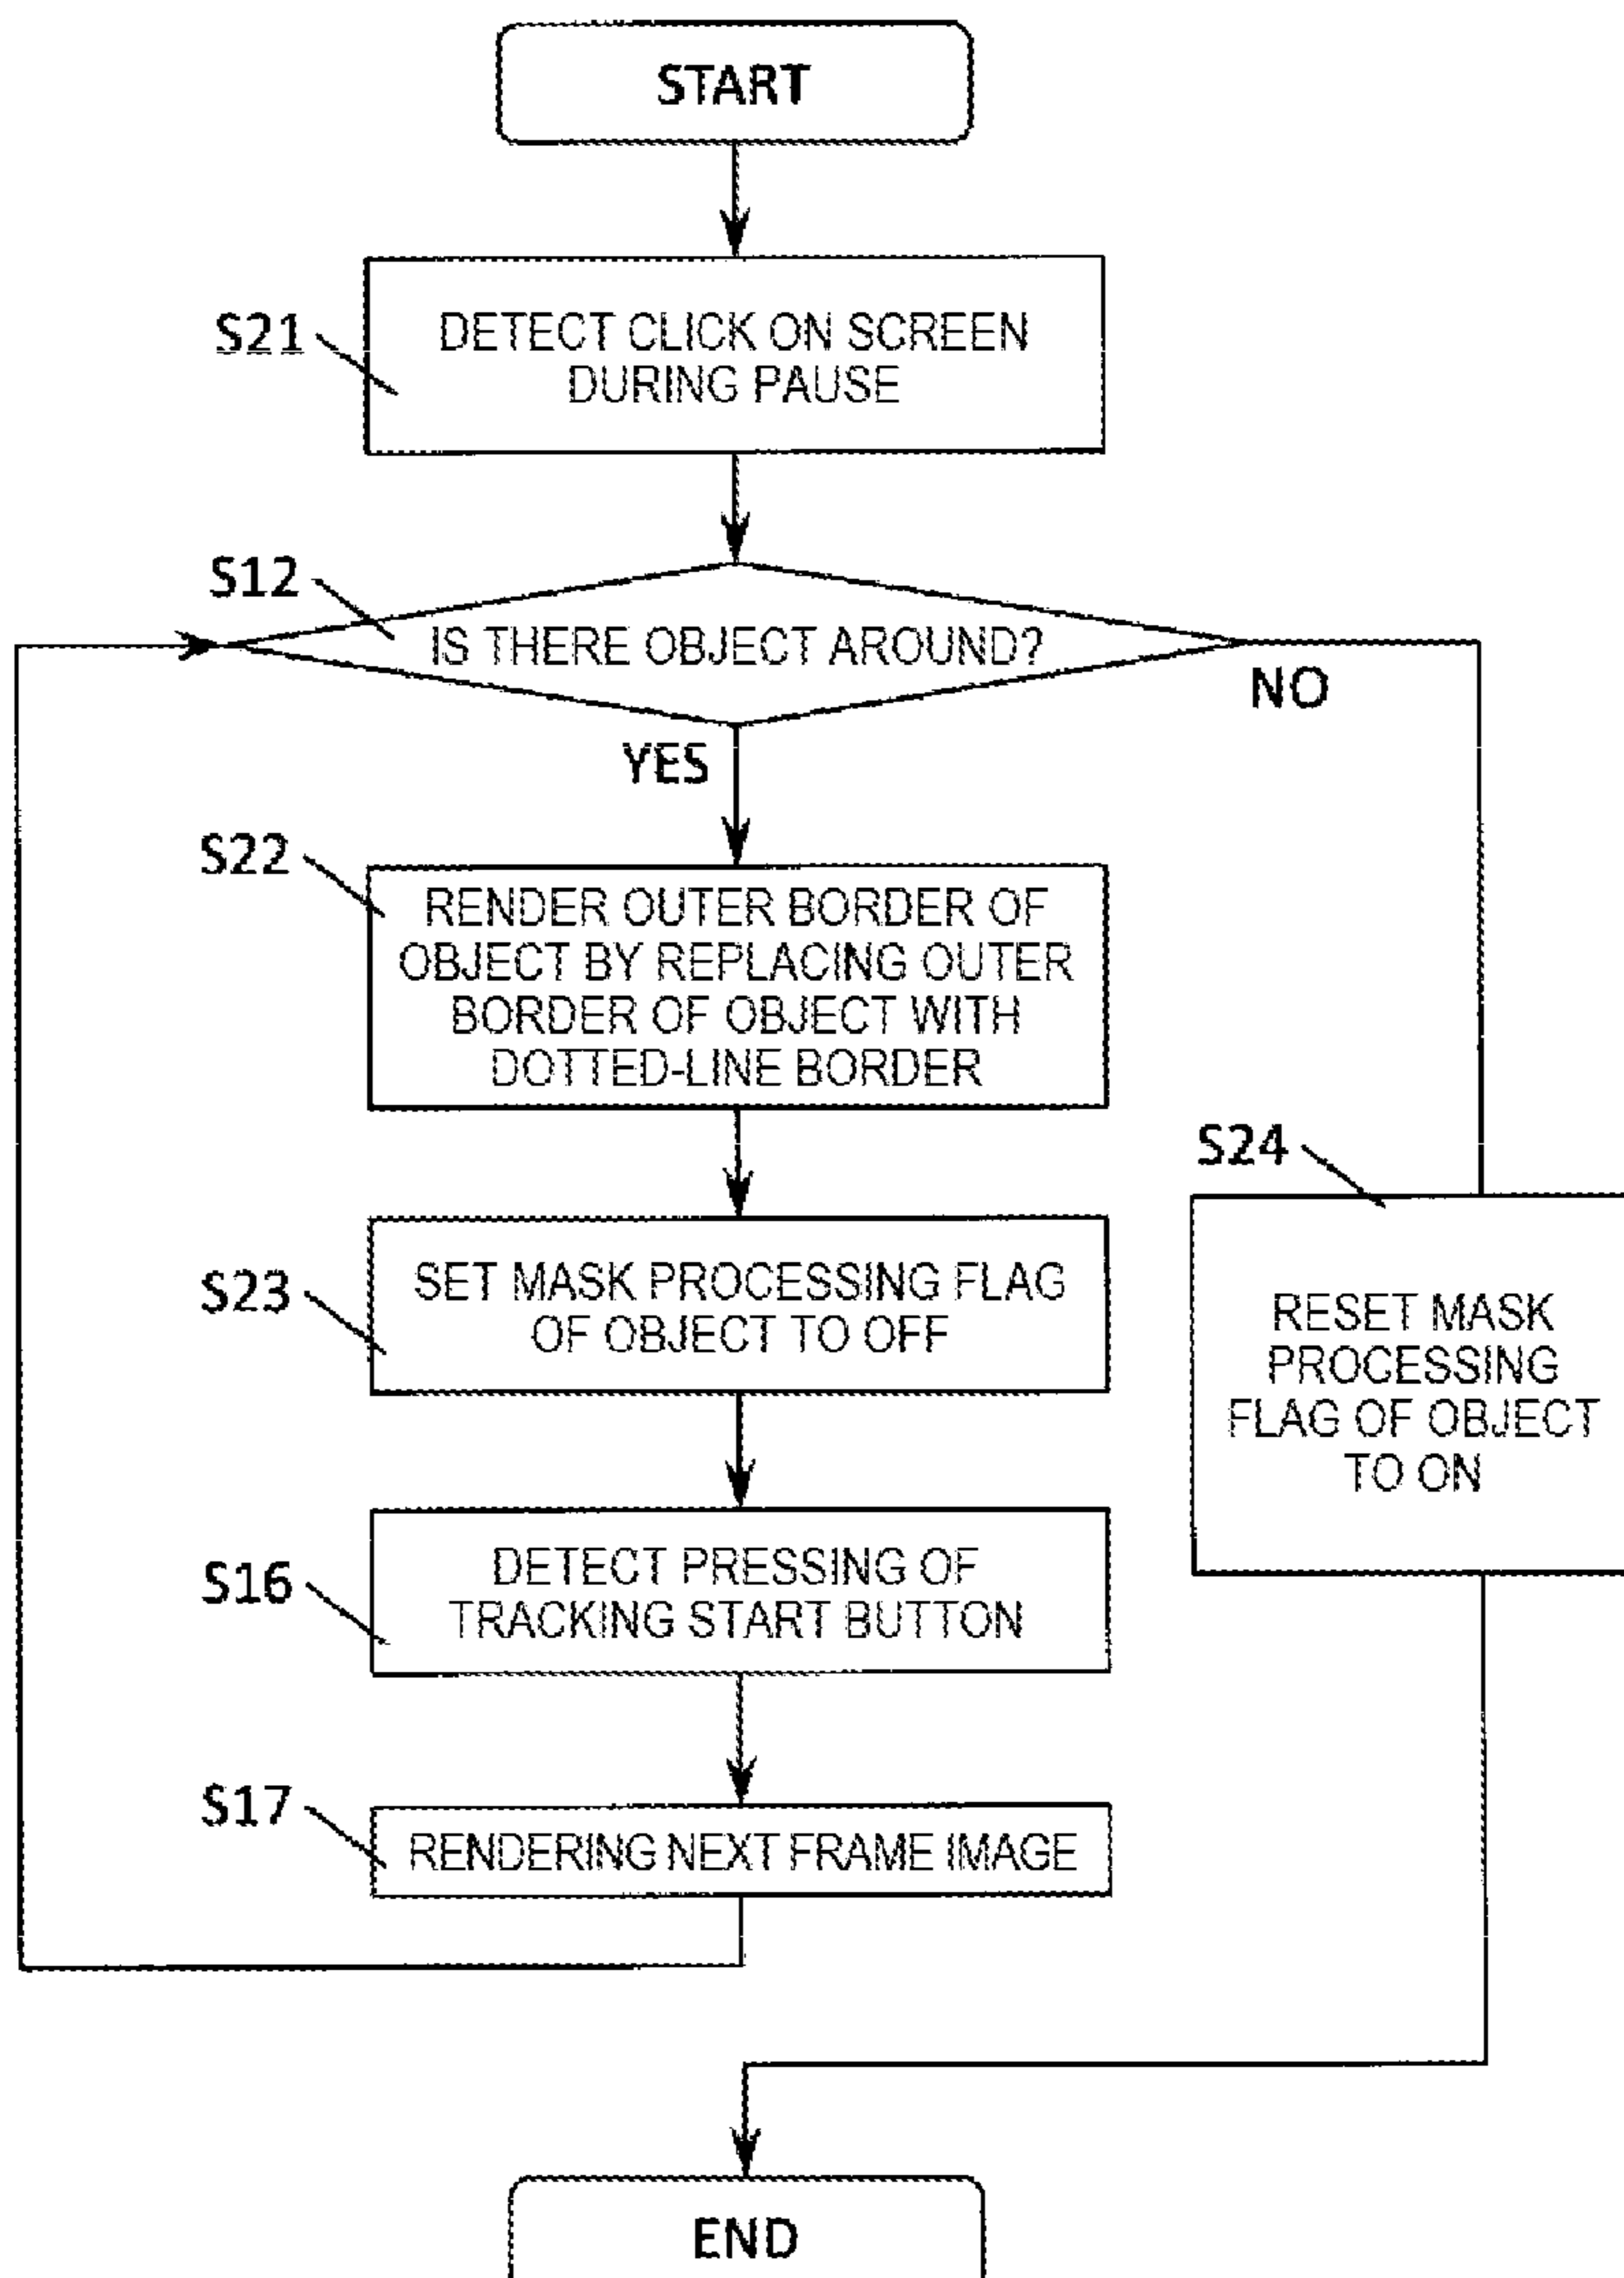 START
S21
DETECT CLICK ON SCREEN
DURING PAUSE
S12
IS THERE OBJECT AROUND?
NO
YES
S22
RENDER OUTER BORDER OF
OBJECT BY REPLACING OUTER
BORDER OF OBJECT WITH
DOTTED-LINE BORDER
S24
RESET MASK
PROCESSING
FLAG OF OBJECT
TO ON
S23
SET MASK PROCESSING FLAG
OF OBJECT TO OFF
S16
DETECT PRESSING OF
TRACKING START BUTTON
S17
RENDERING NEXT FRAME IMAGE
END